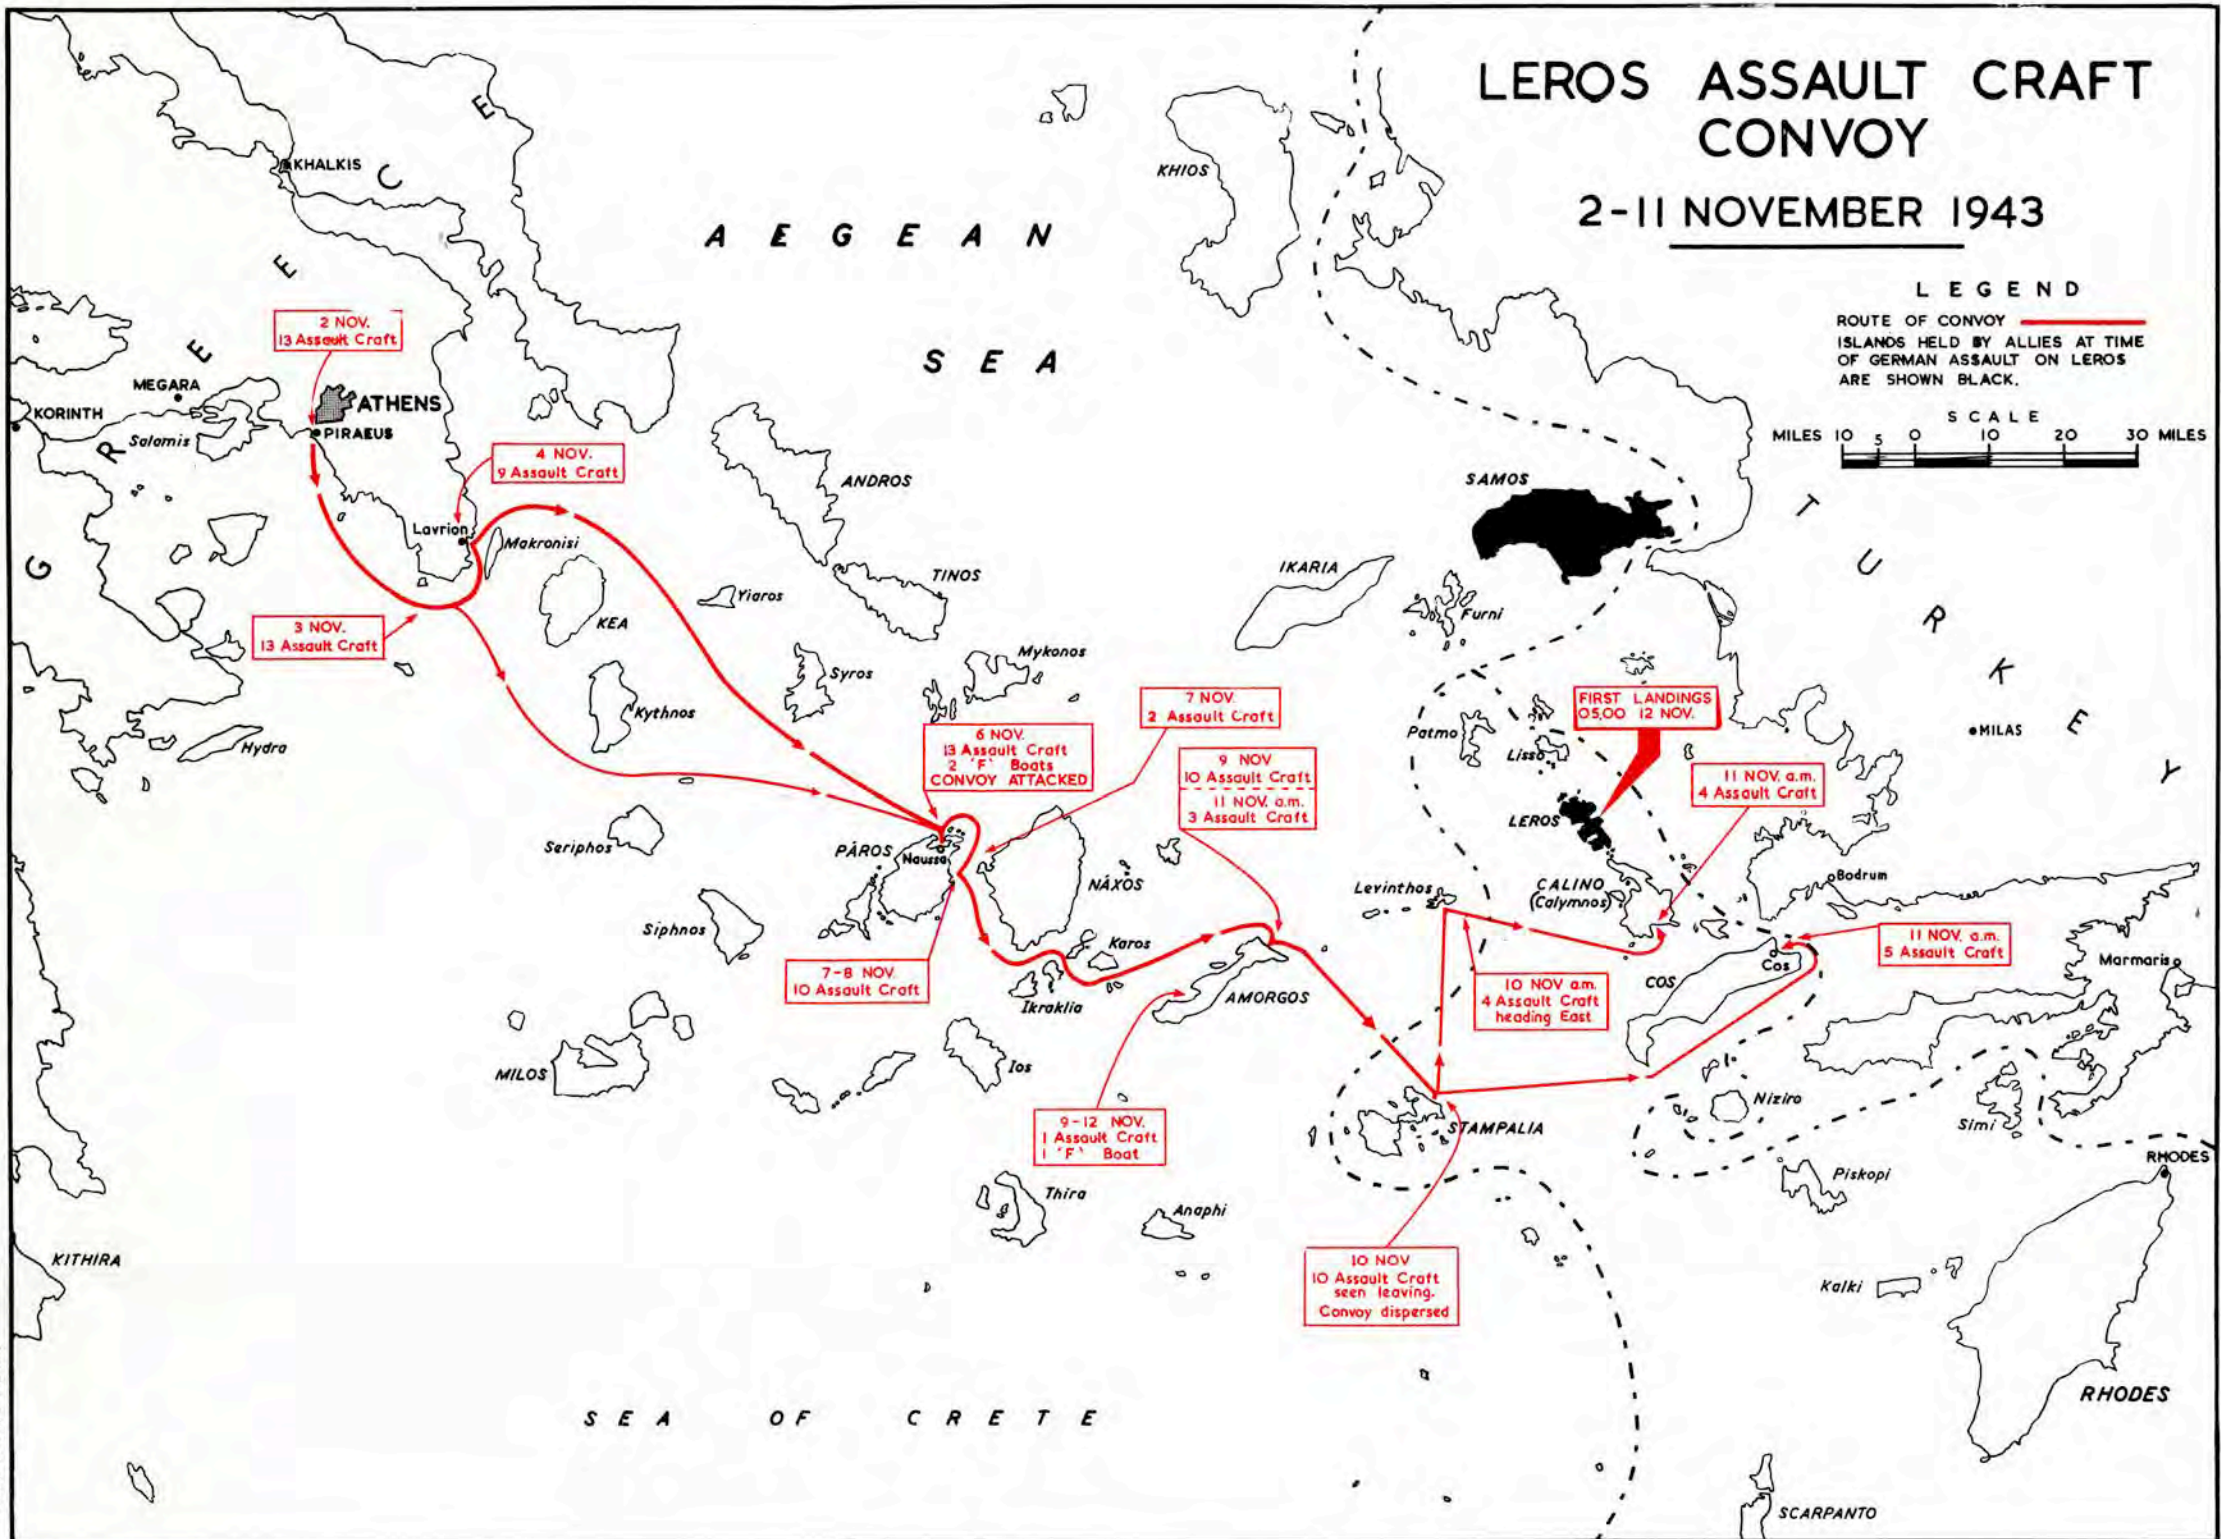 LEROS ASSAULT CRAFT
CONVOY
2-11 NOVEMBER 1943
LEGEND
ROUTE OF CONVOY
ISLANDS HELD BY ALLIES AT TIME
OF GERMAN ASSAULT ON LEROS
ARE SHOWN BLACK.
SCALE
MILES 10 5 0 10 20 30 MILES
GREECE
AEGEAN
SEA
TURKEY
SEA OF CRETE
KHALKIS
KHIOS
2 NOV.
13 Assault Craft
MEGARA
KORINTH
Salamis
ATHENS
PIRAEUS
4 NOV.
9 Assault Craft
Lavrion
Makronisi
ANDROS
SAMOS
TINOS
IKARIA
Yiaros
Furni
KEA
3 NOV.
13 Assault Craft
Hydra
Kythnos
Syros
Mykonos
7 NOV.
2 Assault Craft
FIRST LANDINGS
05,00 12 NOV.
Patmo
Lisso
MILAS
6 NOV.
13 Assault Craft
2 'F' Boats
CONVOY ATTACKED
9 NOV
10 Assault Craft
11 NOV. a.m.
3 Assault Craft
11 NOV. a.m.
4 Assault Craft
LEROS
Seriphos
PÁROS
Naussa
NÁXOS
Levinthos
CALINO
(Calymnos)
Bodrum
Siphnos
Karos
11 NOV. a.m.
5 Assault Craft
Cos
COS
Marmaris
7-8 NOV.
10 Assault Craft
Ikraklia
AMORGOS
10 NOV a.m.
4 Assault Craft
heading East
MILOS
Ios
9-12 NOV.
1 Assault Craft
1 'F' Boat
STAMPALIA
Niziro
Simi
RHODES
Piskopi
Thira
Anaphi
KITHIRA
10 NOV
10 Assault Craft
seen leaving.
Convoy dispersed
Kalki
RHODES
SCARPANTO